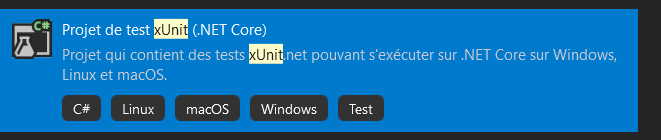 C#
Projet de test xUnit (.NET Core)
Projet qui contient des tests xUnit.net pouvant s'exécuter sur .NET Core sur Windows,
Linux et macOS.
C# Linux macOS Windows Test